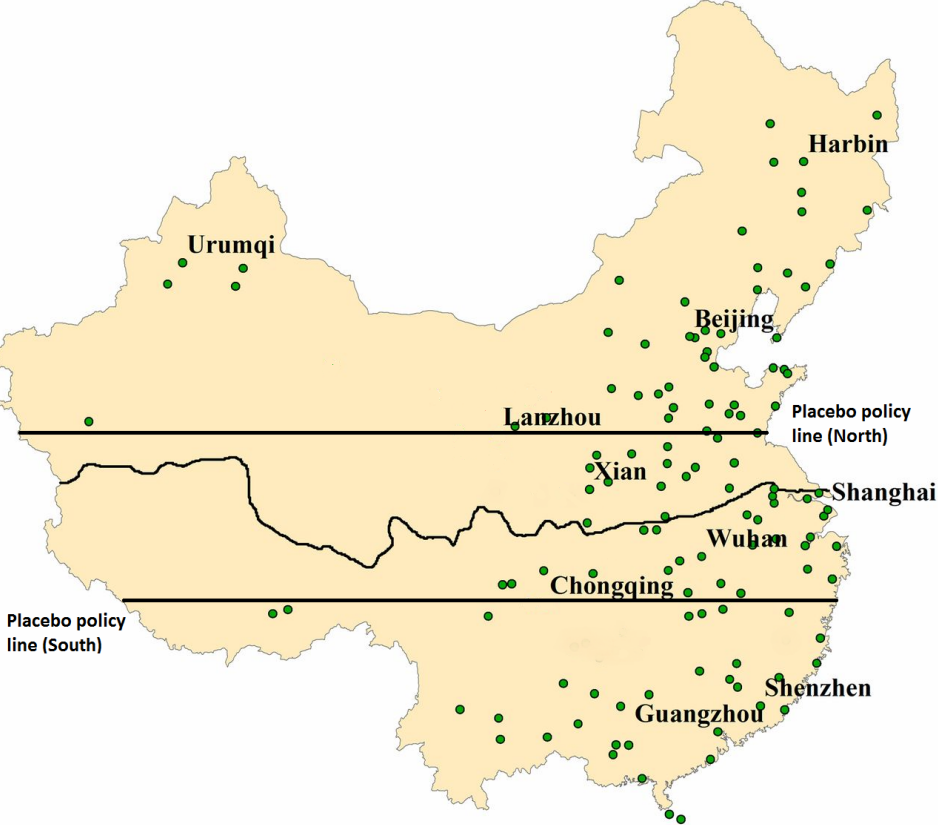 Harbin
Urumqi
Beijing
Lanzhou
Placebo policy
line (North)
Xian
Shanghai
Wuhan
Chongqing
Placebo policy
line (South)
Shenzhen
Guangzhou